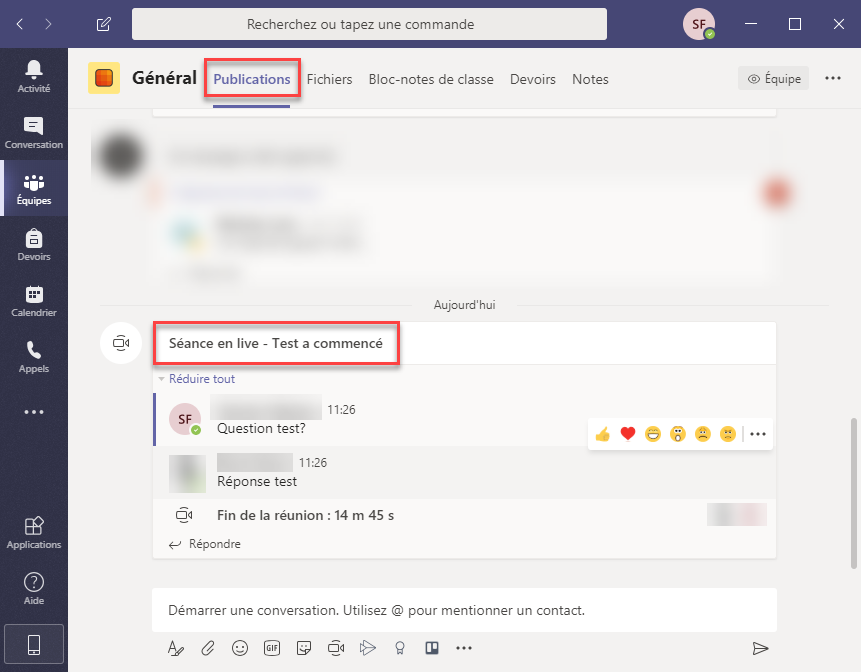 Recherchez ou tapez une commande
SF
Activité
Conversation
Équipes
Devoirs
Calendrier
Appels
Applications
Aide
Général
Publications
Fichiers
Bloc-notes de classe
Devoirs
Notes
Équipe
Aujourd'hui
Séance en live - Test a commencé
Réduire tout
SF
11:26
Question test?
11:26
Réponse test
Fin de la réunion : 14 m 45 s
Répondre
Démarrer une conversation. Utilisez @ pour mentionner un contact.
GIF